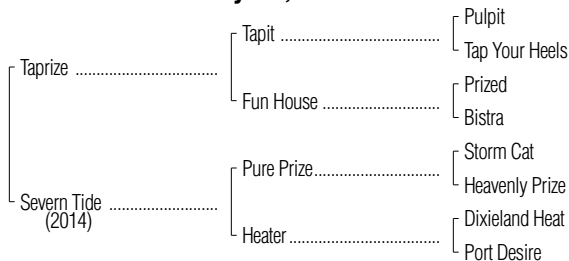 Pulpit
Tapit ........................................
Tap Your Heels
Taprize ....................................
Prized
Fun House ..............................
Bistra
Storm Cat
Pure Prize................................
Heavenly Prize
Severn Tide ...........................
(2014)
Dixieland Heat
Heater......................................
Port Desire